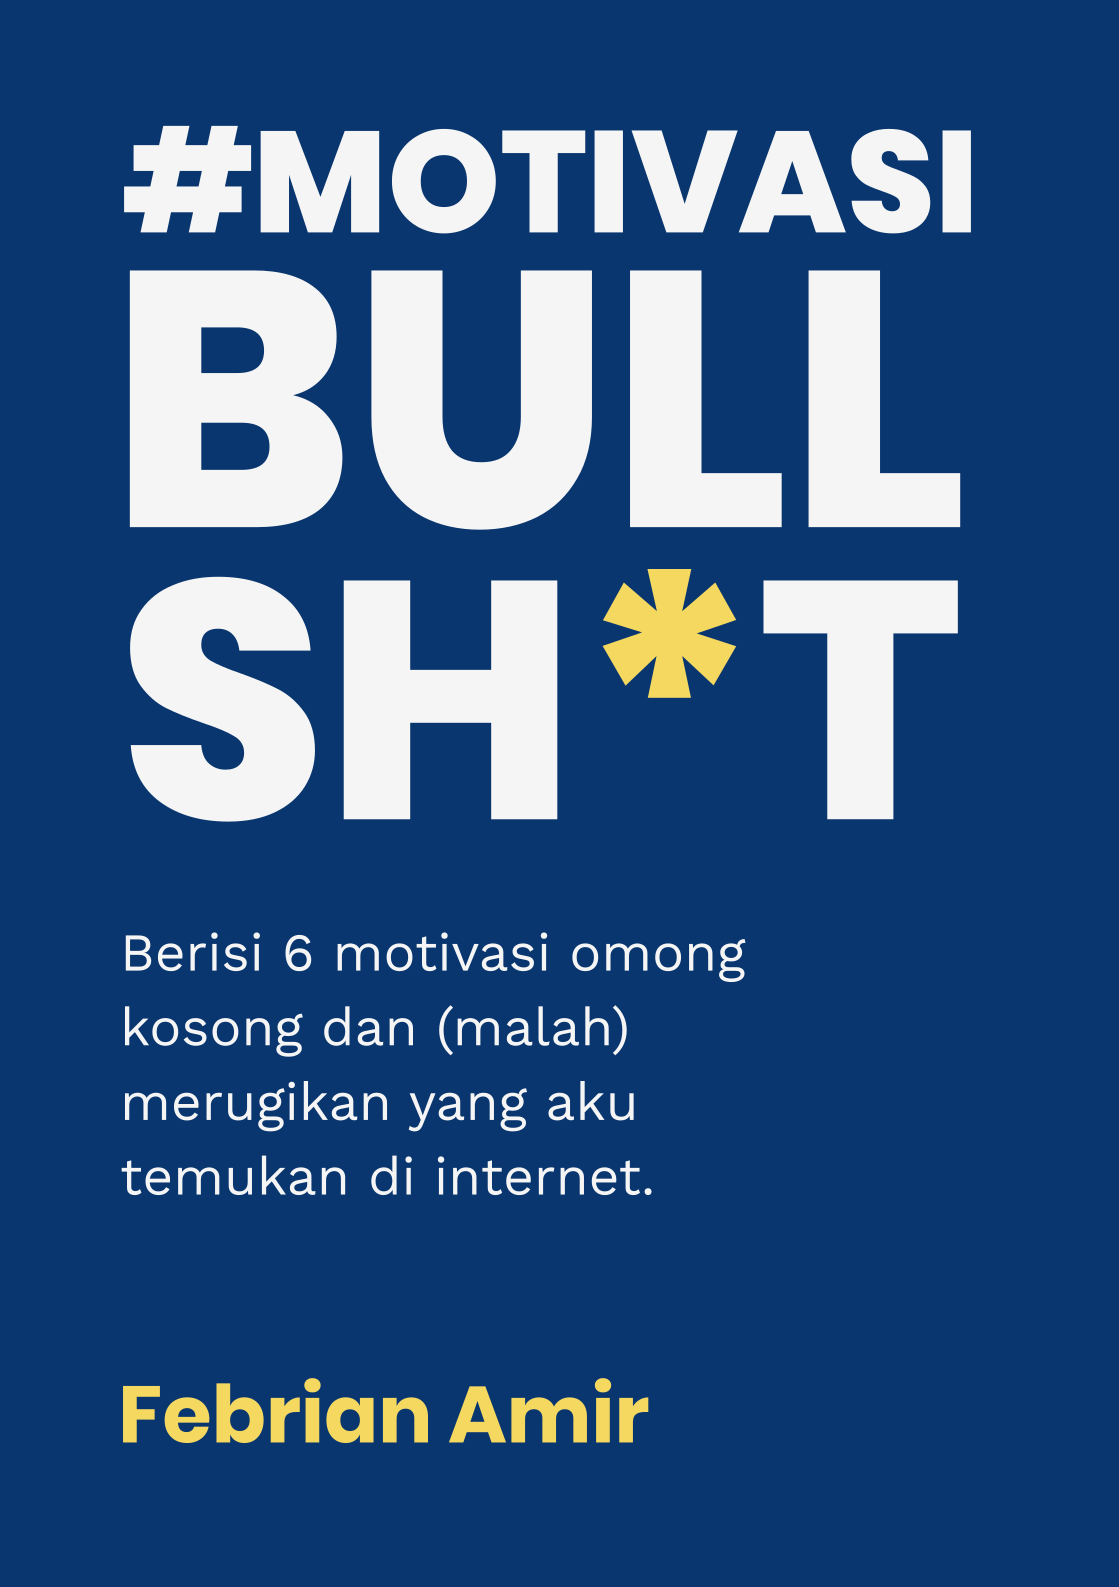 #MOTIVASI
BULL
SH*T
Berisi 6 motivasi omong
kosong dan (malah)
merugikan yang aku
temukan di internet.
Febrian Amir